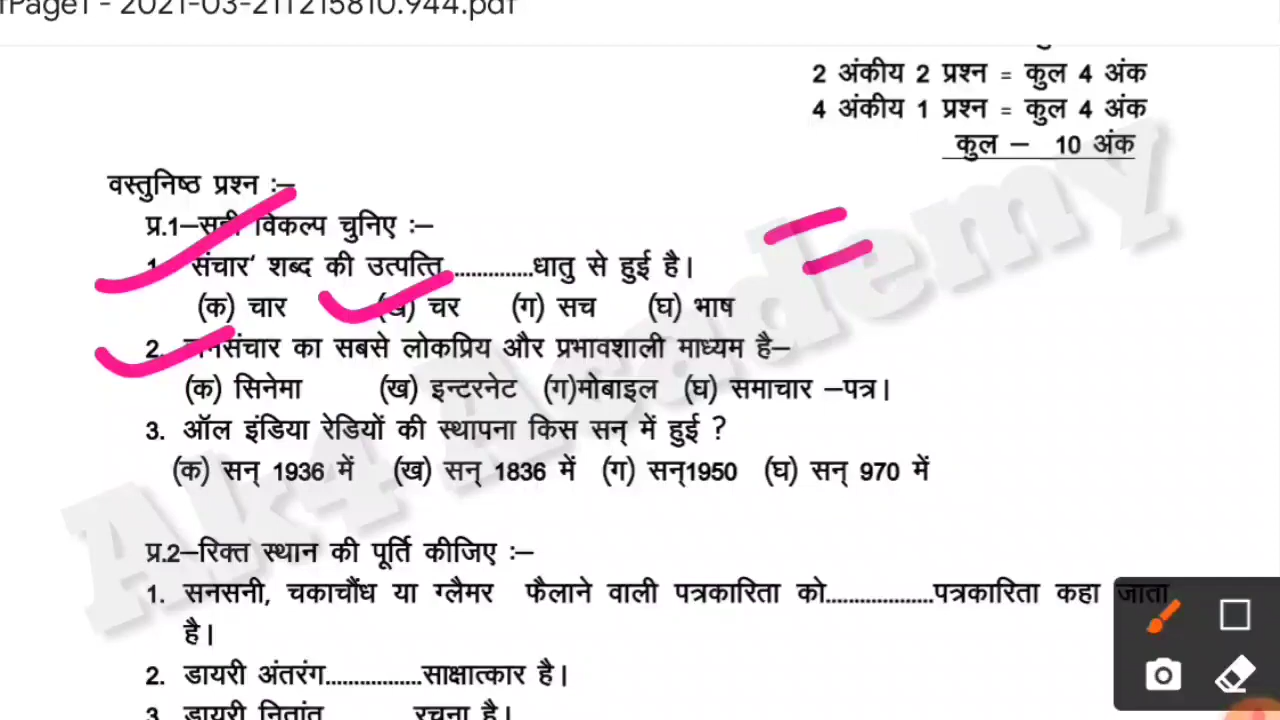 2021-03-21T215810.944.pdf
2 अंकीय 2 प्रश्न = कुल 4 अंक
4 अंकीय 1 प्रश्न = कुल 4 अंक
कुल – 10 अंक
वस्तुनिष्ठ प्रश्न :–
प्र.1–सही विकल्प चुनिए :–
1. संचार' शब्द की उत्पत्ति ..............धातु से हुई है।
(क) चार (ख) चर (ग) सच (घ) भाष
2. जनसंचार का सबसे लोकप्रिय और प्रभावशाली माध्यम है–
(क) सिनेमा (ख) इन्टरनेट (ग)मोबाइल (घ) समाचार –पत्र।
3. ऑल इंडिया रेडियों की स्थापना किस सन् में हुई ?
(क) सन् 1936 में (ख) सन् 1836 में (ग) सन्1950 (घ) सन् 970 में
प्र.2–रिक्त स्थान की पूर्ति कीजिए :–
1. सनसनी, चकाचौंध या ग्लैमर फैलाने वाली पत्रकारिता को...................पत्रकारिता कहा जाता
है।
2. डायरी अंतरंग.................साक्षात्कार है।
3. डायरी नितांत रचना है।
Ak4 Academy